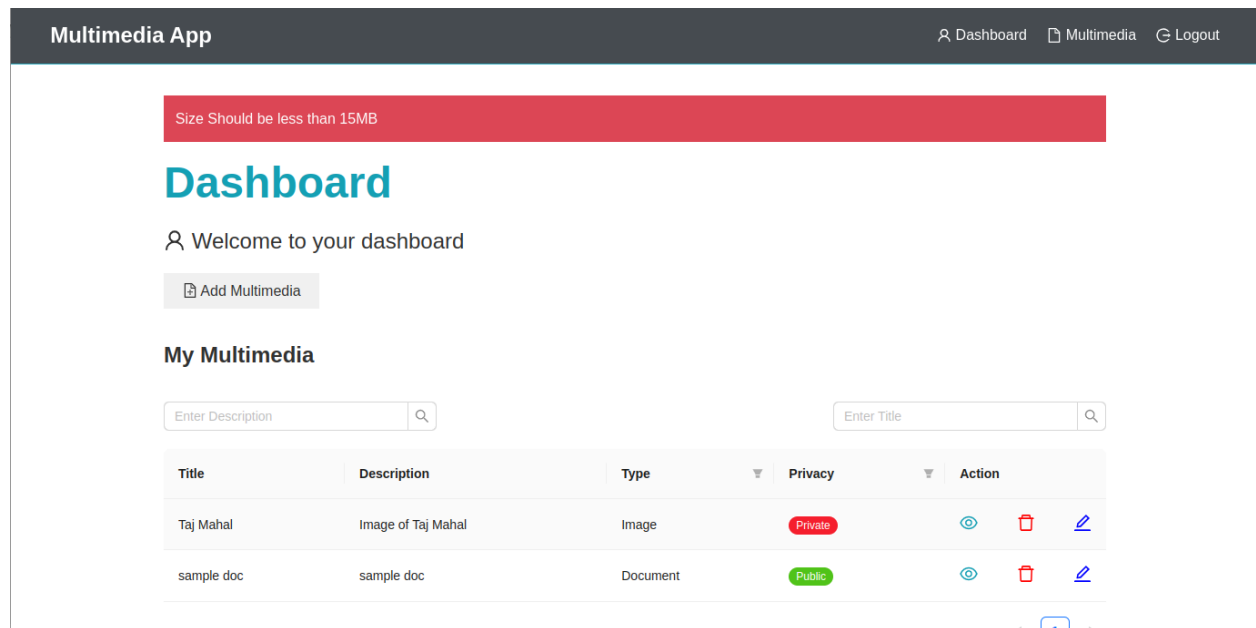 Multimedia App Dashboard Multimedia Logout
Size Should be less than 15MB
Dashboard
Welcome to your dashboard
Add Multimedia
My Multimedia
Enter Description Enter Title
Title Description Type Privacy Action
Taj Mahal Image of Taj Mahal Image Private
sample doc sample doc Document Public